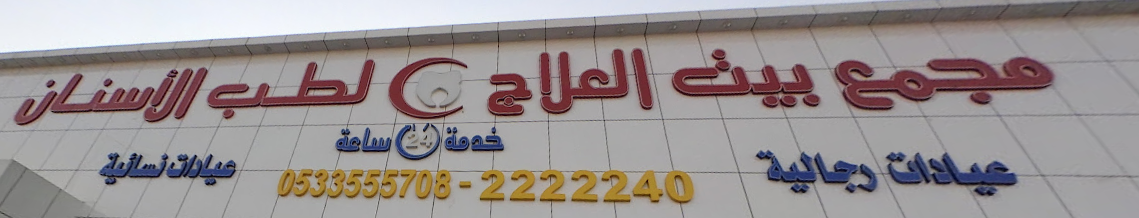 مجمع بيت العلاج لطب الأسنان
خدمة 24 ساعة
عيادات رجالية
عيادات نسائية
0533555708 - 2222240